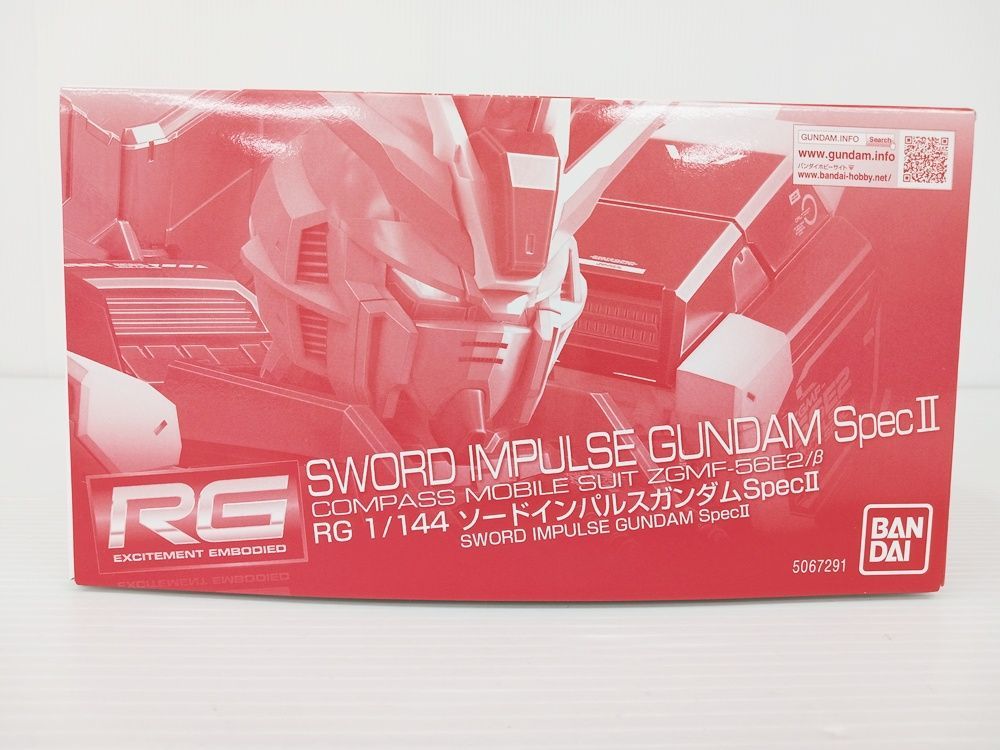 GUNDAM.INFO Search
www.gundam.info
バンダイホビーサイト
www.bandai-hobby.net/
SWORD IMPULSE GUNDAM SpecⅡ
COMPASS MOBILE SUIT ZGMF-56E2/β
RG 1/144 ソードインパルスガンダムSpecⅡ
SWORD IMPULSE GUNDAM SpecⅡ
RG
EXCITEMENT EMBODIED
5067291
BAN
DAI